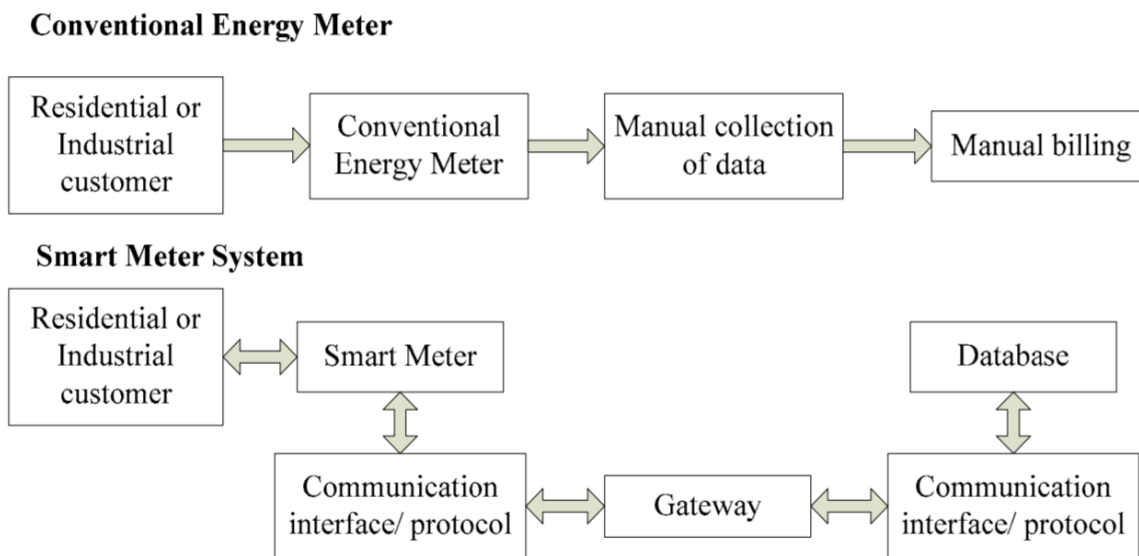 Conventional Energy Meter
Residential or
Industrial
customer
Conventional
Energy Meter
Manual collection
of data
Manual billing
Smart Meter System
Residential or
Industrial
customer
Smart Meter
Database
Communication
interface/ protocol
Gateway
Communication
interface/ protocol